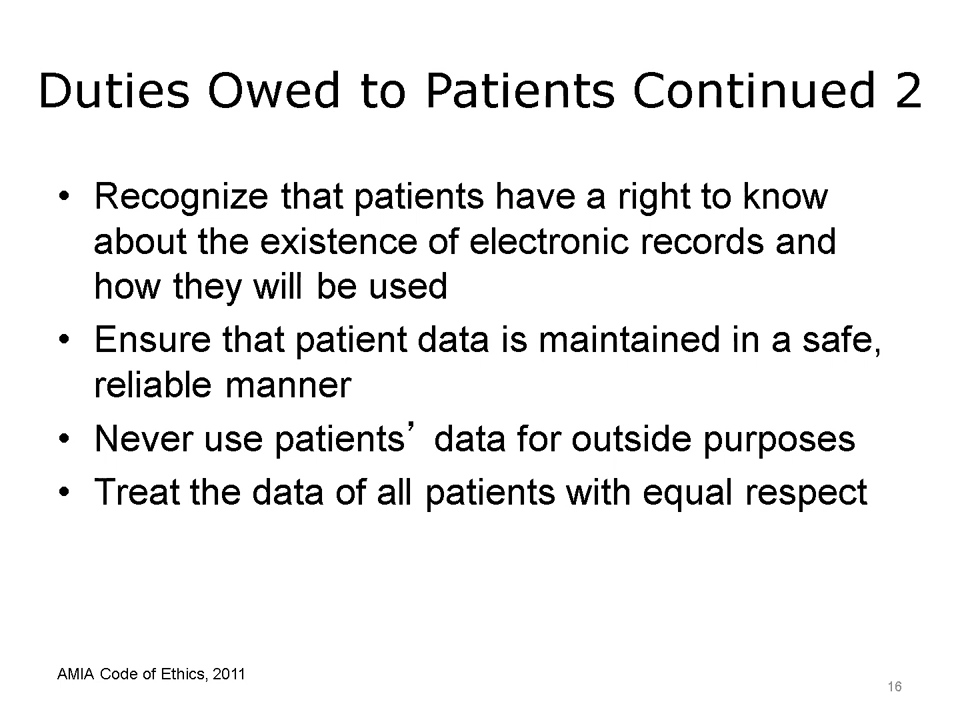 Duties Owed to Patients Continued 2
• Recognize that patients have a right to know
about the existence of electronic records and
how they will be used
• Ensure that patient data is maintained in a safe,
reliable manner
• Never use patients’ data for outside purposes
• Treat the data of all patients with equal respect
AMIA Code of Ethics, 2011
16